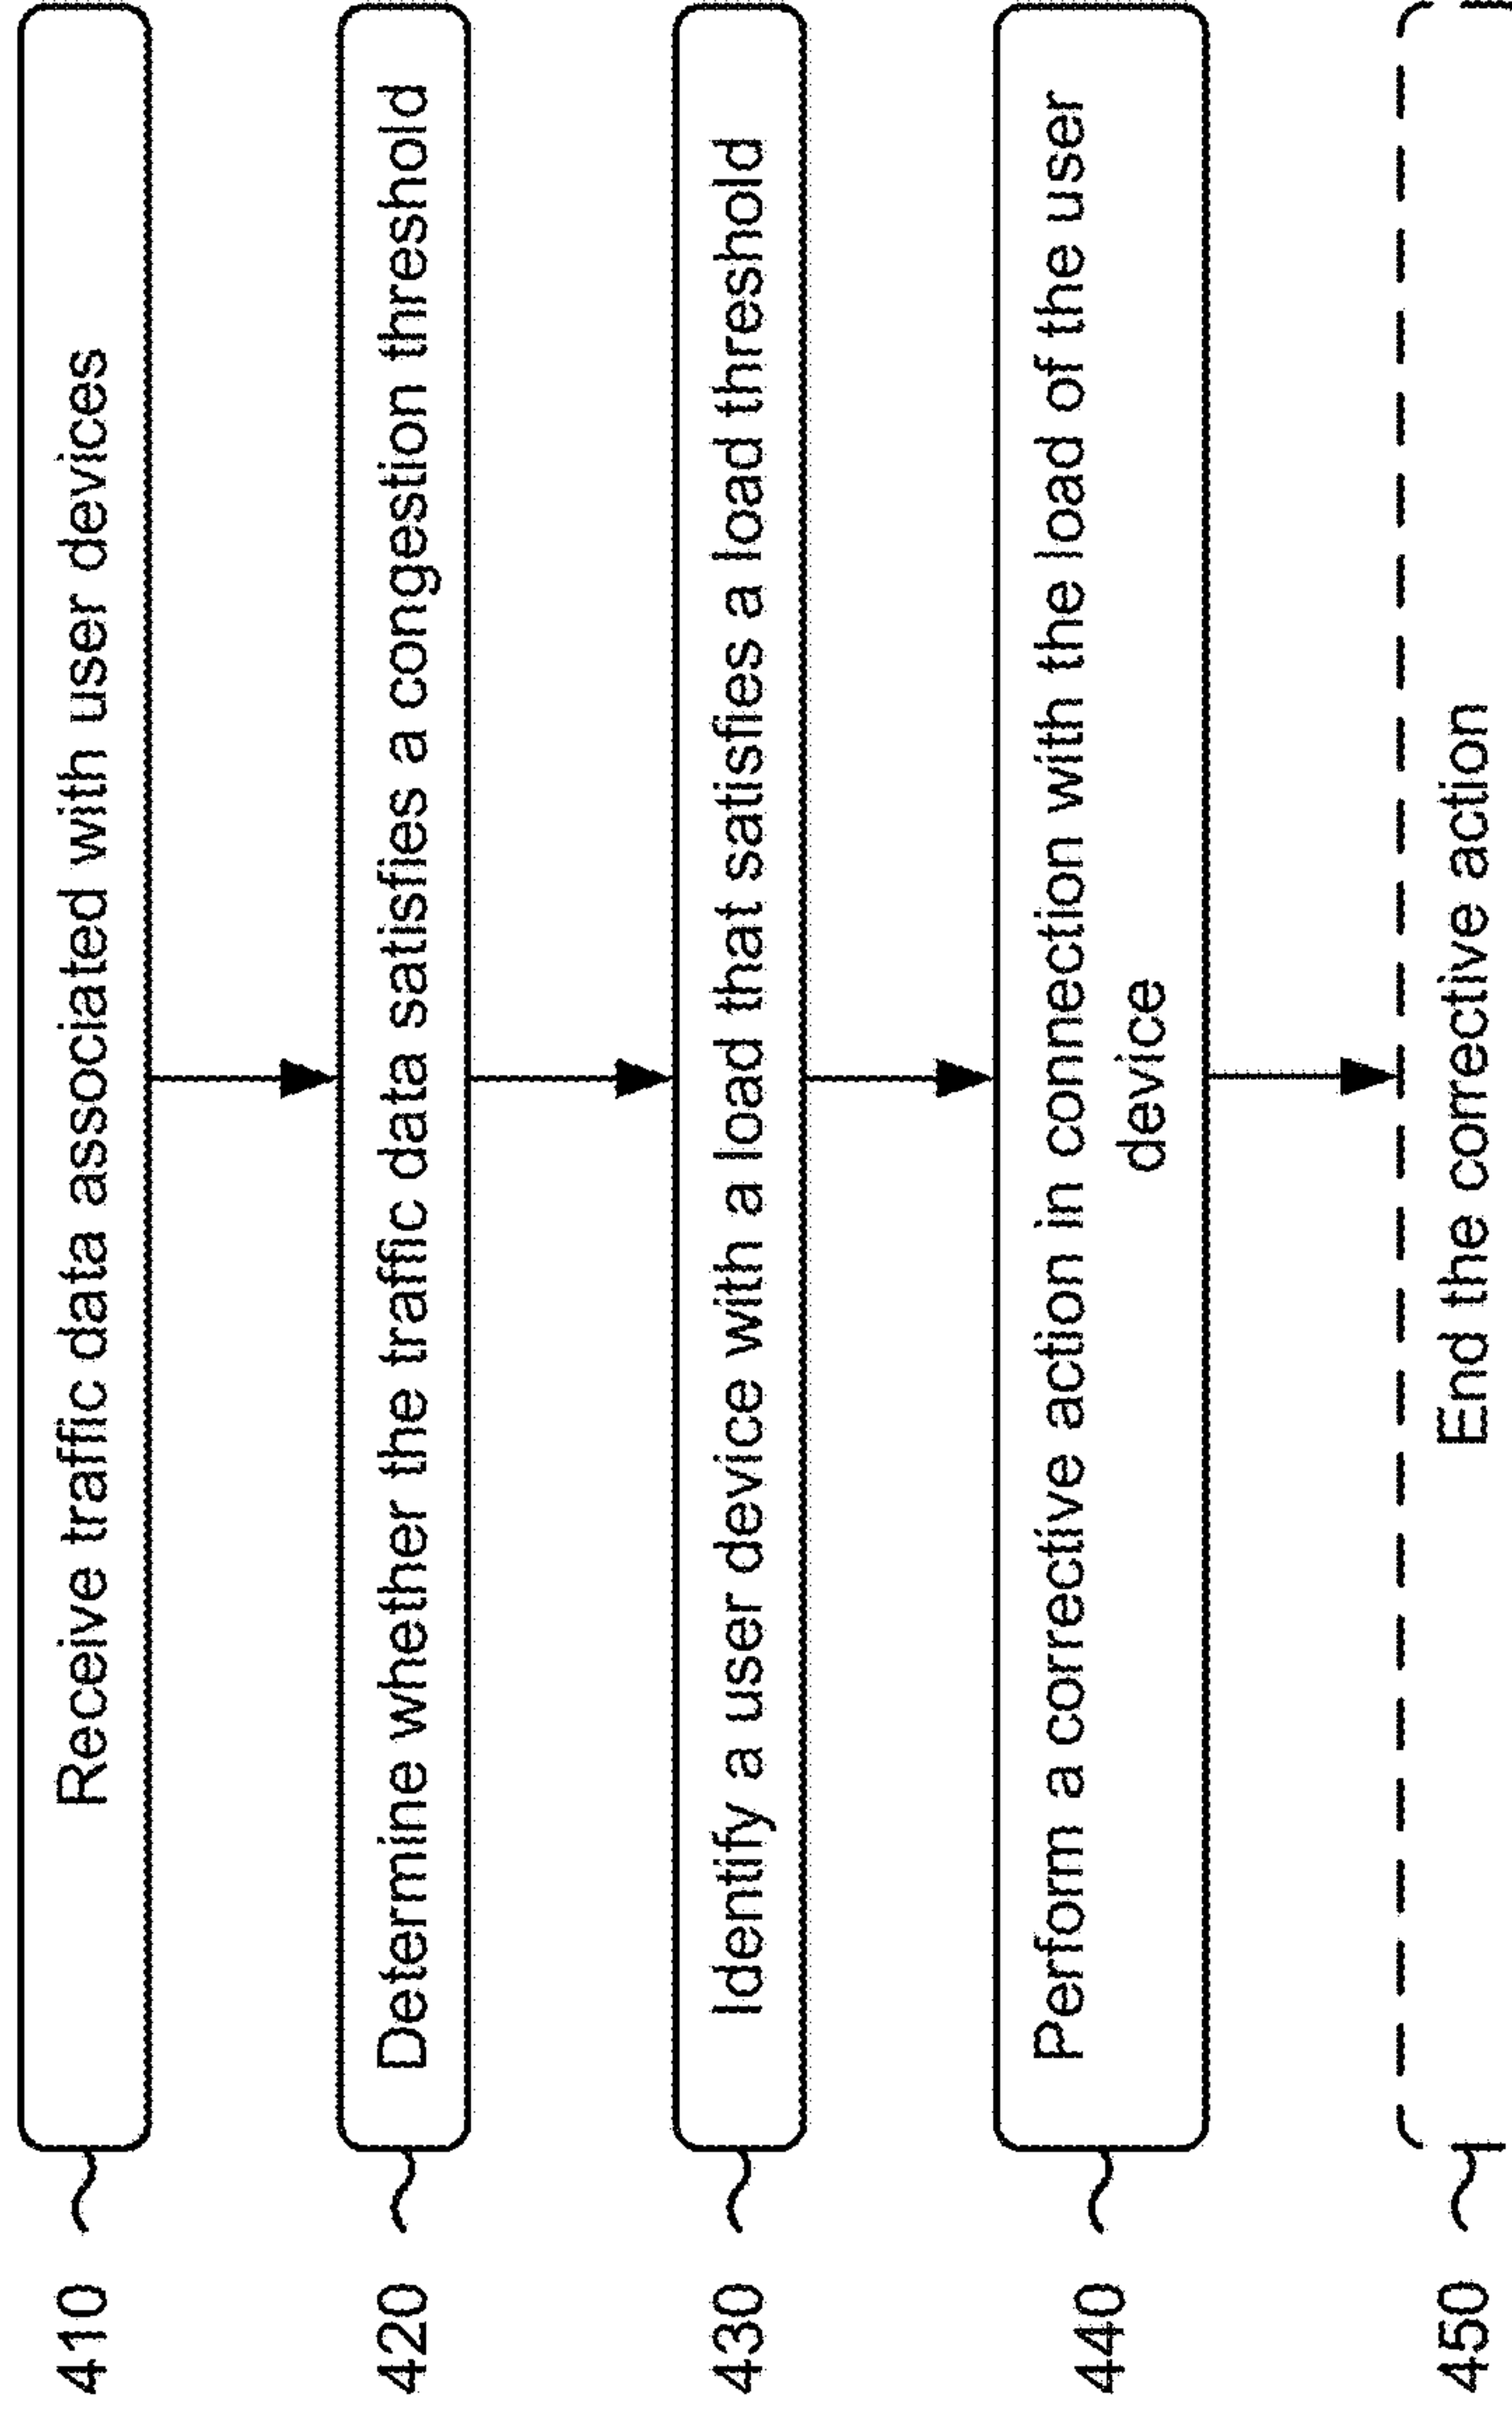 410
Receive traffic data associated with user devices
420
Determine whether the traffic data satisfies a congestion threshold
430
Identify a user device with a load that satisfies a load threshold
440
Perform a corrective action in connection with the load of the user
device
450
End the corrective action